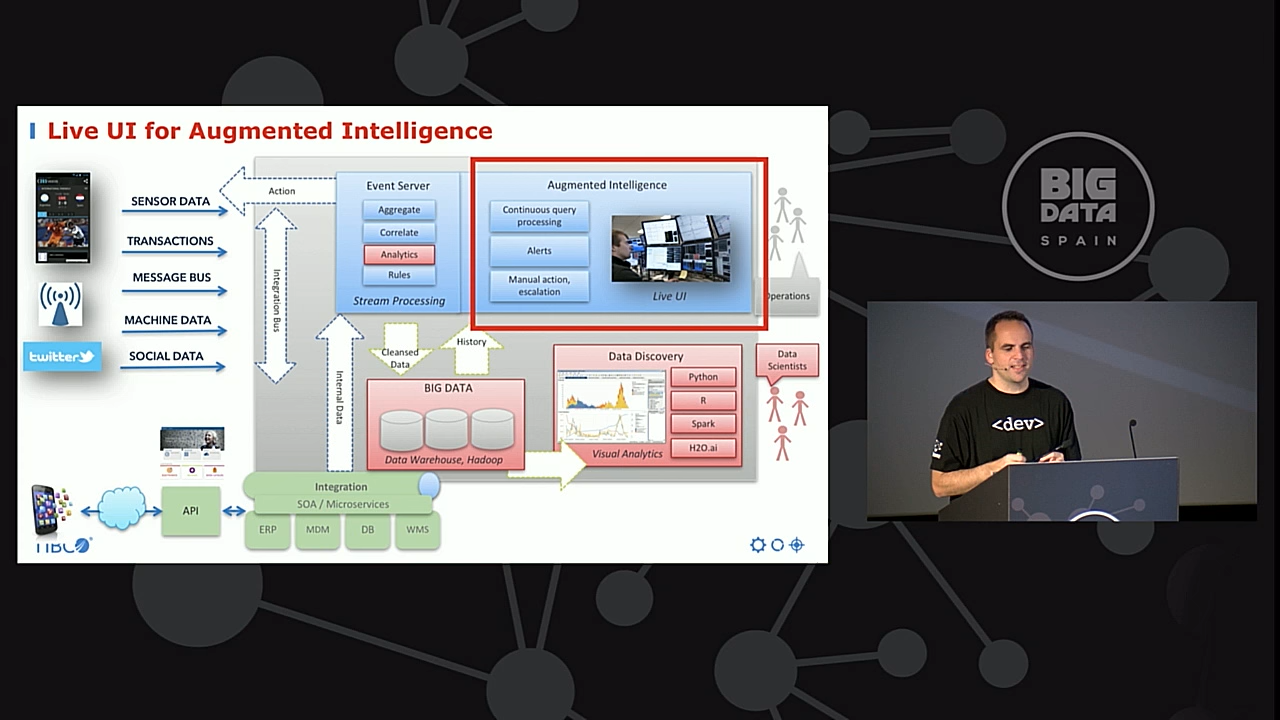 Live UI for Augmented Intelligence
SENSOR DATA
TRANSACTIONS
MESSAGE BUS
MACHINE DATA
SOCIAL DATA
twitter
Action
Integration Bus
Event Server
Aggregate
Correlate
Analytics
Rules
Stream Processing
Augmented Intelligence
Continuous query
processing
Alerts
Manual action,
escalation
Live UI
Operations
Internal Data
Cleansed
Data
History
BIG DATA
Data Warehouse, Hadoop
Data Discovery
Python
R
Spark
H2O.ai
Visual Analytics
Data
Scientists
API
Integration
SOA / Microservices
ERP
MDM
DB
WMS
BIG
DATA
SPAIN
<dev>